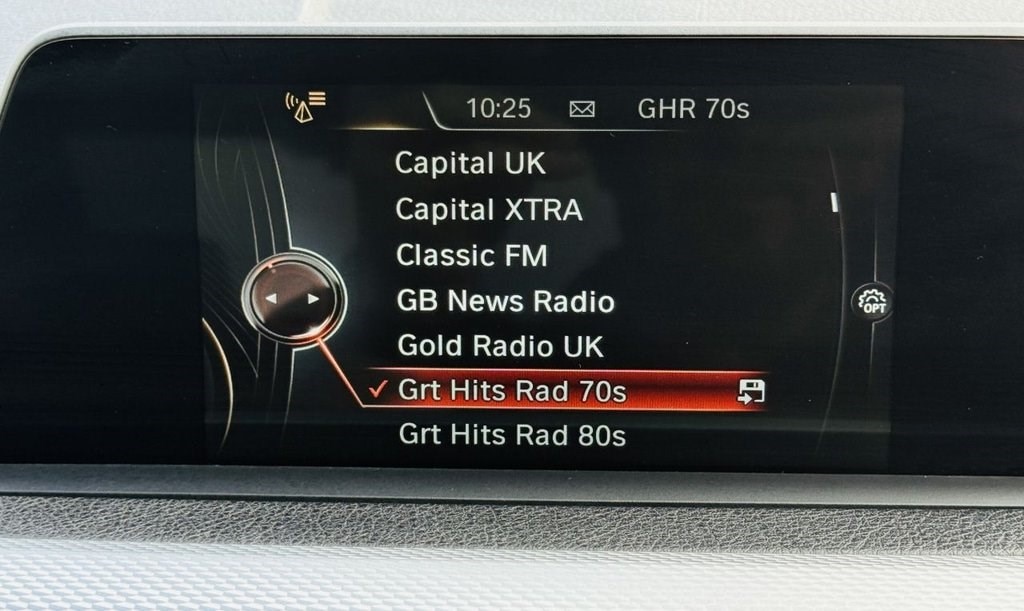 10:25 GHR 70s
Capital UK
Capital XTRA
Classic FM
GB News Radio
Gold Radio UK
Grt Hits Rad 70s
Grt Hits Rad 80s
OPT